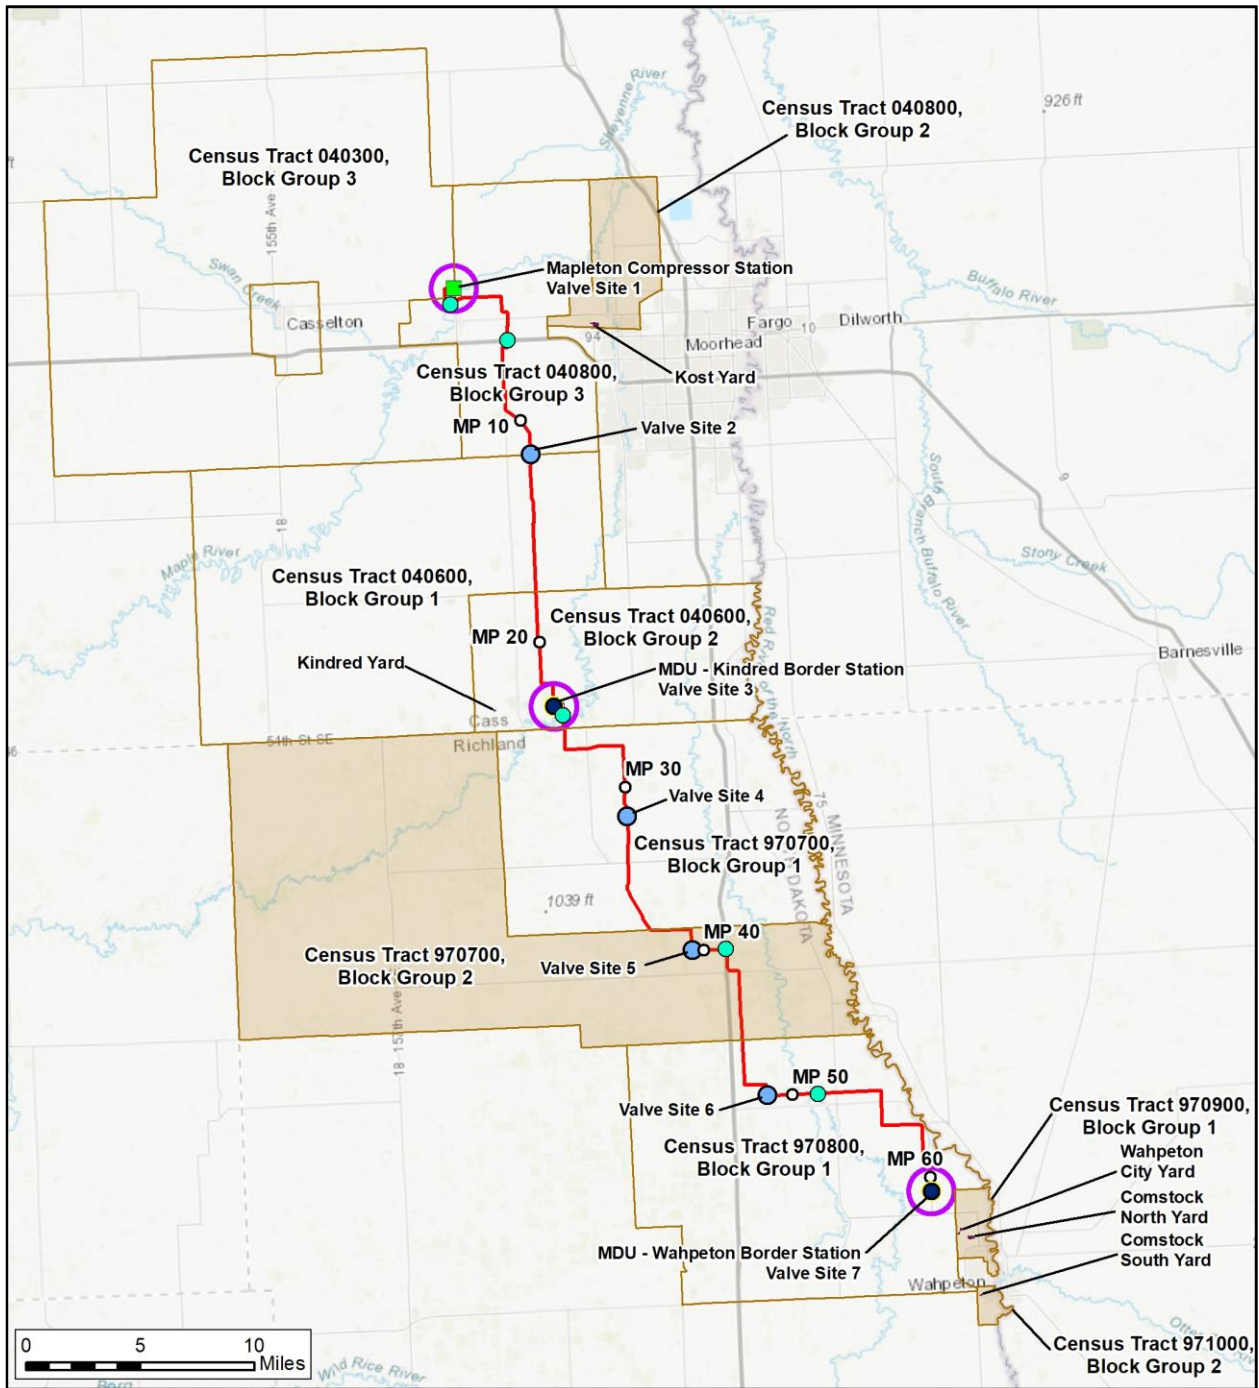 926 ft
Census Tract 040800,
Block Group 2
Sheyenne River
Census Tract 040300,
Block Group 3
155th Ave
Swan Creek
Mapleton Compressor Station
Valve Site 1
Buffalo River
Casselton
Fargo
10
Dilworth
94
Moorhead
Kost Yard
Census Tract 040800,
Block Group 3
MP 10
Valve Site 2
9
South Branch Buffalo River
18
Stony Creek
Maple River
Census Tract 040600,
Block Group 1
Census Tract 040600,
Block Group 2
MP 20
Red River of the North
Barnesville
Kindred Yard
MDU - Kindred Border Station
Valve Site 3
Cass
Richland
51th St SE
46
MP 30
Valve Site 4
75
MINNESOTA
NORTH DAKOTA
Census Tract 970700,
Block Group 1
1039 ft
MP 40
Census Tract 970700,
Block Group 2
Valve Site 5
18
MP 50
Valve Site 6
Census Tract 970900,
Block Group 1
Census Tract 970800,
Block Group 1
MP 60
Wahpeton
City Yard
Comstock
North Yard
Comstock
South Yard
MDU - Wahpeton Border Station
Valve Site 7
Wahpeton
Census Tract 971000,
Block Group 2
0 5 10
Miles
Wild Rice River